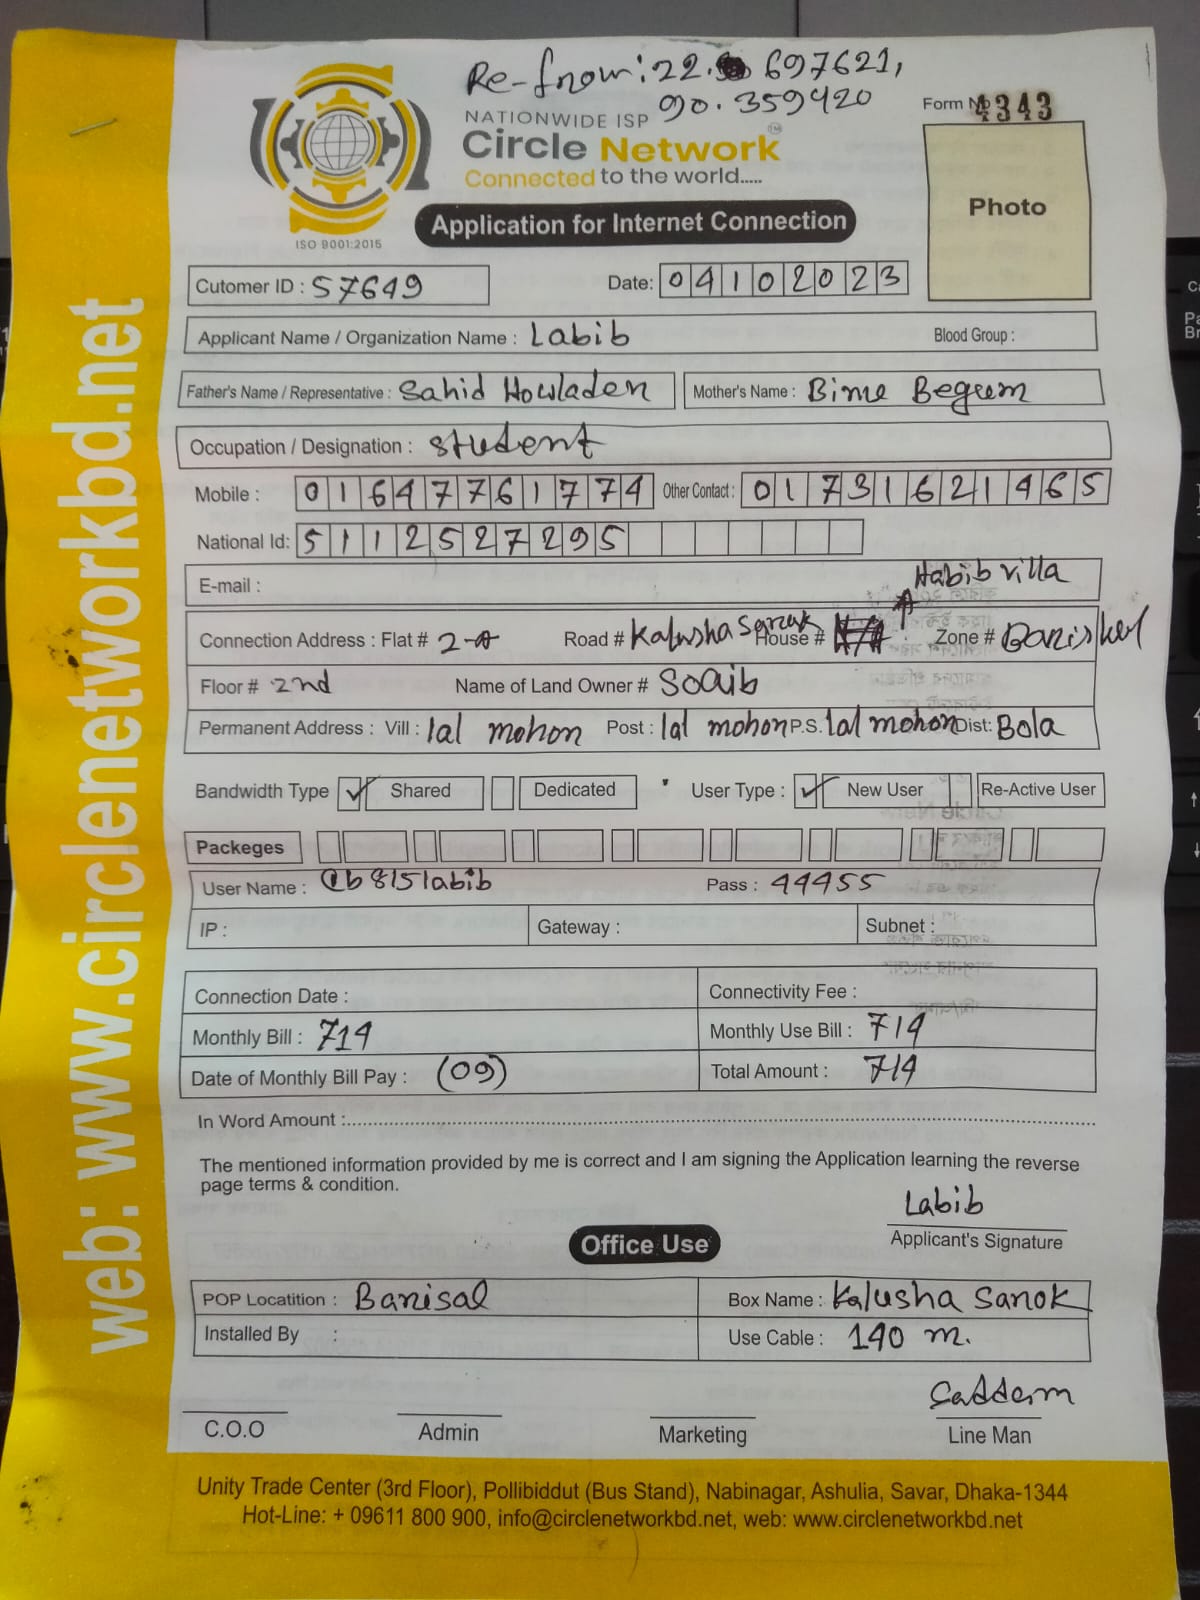 Re-from: 22. 697621,
90.359420
NATIONWIDE ISP
Circle Network TM
Connected to the world.....
ISO 9001:2015
Form No 4343
Photo
Application for Internet Connection
Cutomer ID : 57649 Date: 04102023
Applicant Name / Organization Name : Labib Blood Group :
Father's Name / Representative : Sahid Howladen Mother's Name : Bime Begum
Occupation / Designation : student
Mobile : 01647761774 Other Contact : 01731621465
National Id: 5112527295
E-mail :
Habib villa
Connection Address : Flat # 2 Road # Kalusha Sarak House # Zone #
Floor # 2nd Name of Land Owner # Soaib
Permanent Address : Vill : lal mohon Post : lal mohon P.S. lal mohon Dist: Bola
Bandwidth Type ✓ Shared Dedicated User Type : ✓ New User Re-Active User
Packeges
User Name : @b815labib Pass : 44455
IP : Gateway : Subnet :
Connection Date : Connectivity Fee :
Monthly Bill : 714 Monthly Use Bill : 714
Date of Monthly Bill Pay : (09) Total Amount : 714
In Word Amount :
The mentioned information provided by me is correct and I am signing the Application learning the reverse
page terms & condition.
Labib
Applicant's Signature
Office Use
POP Locatition : Barisal Box Name : Kalusha Sarok
Installed By : Use Cable : 140 m.
Saddam
C.O.O Admin Marketing Line Man
Unity Trade Center (3rd Floor), Pollibiddut (Bus Stand), Nabinagar, Ashulia, Savar, Dhaka-1344
Hot-Line: + 09611 800 900, info@circlenetworkbd.net, web: www.circlenetworkbd.net
web: www.circlenetworkbd.net